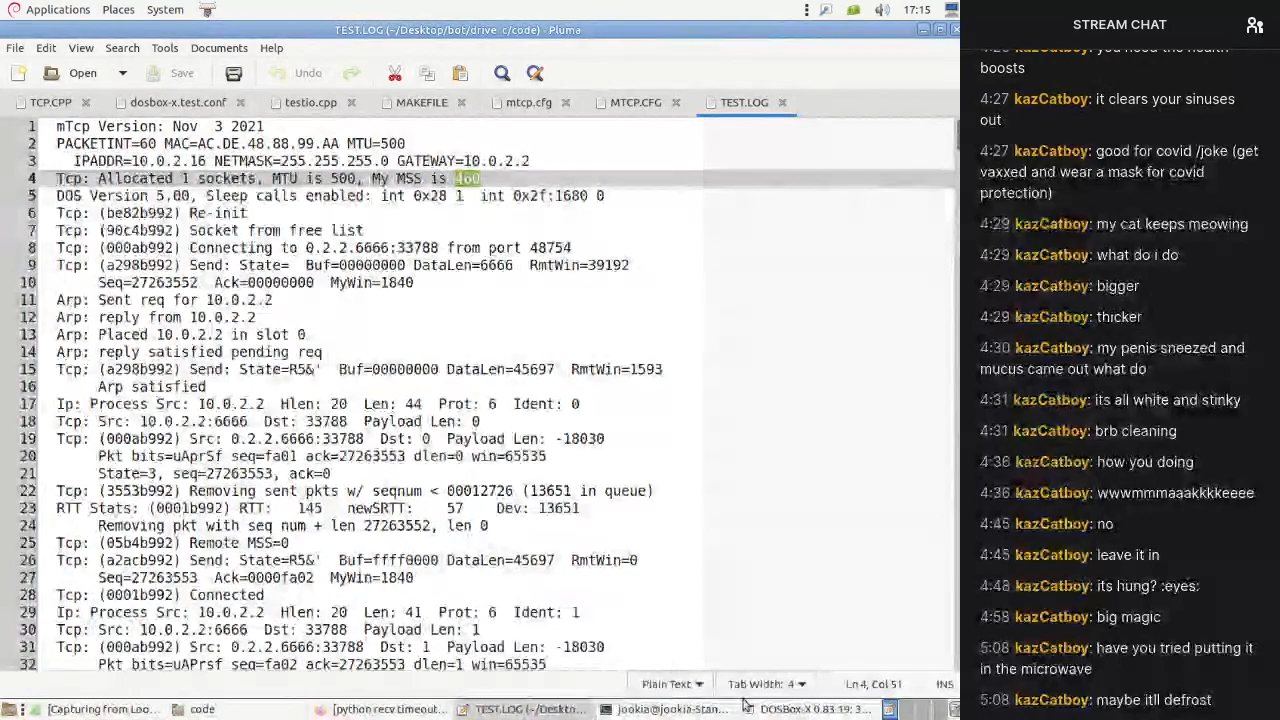 Applications Places System 17:15
TEST.LOG (~/Desktop/bot/drive_c/code) - Pluma
File Edit View Search Tools Documents Help
Open Save Undo
TCP.CPP dosbox-x.test.conf testio.cpp MAKEFILE mtcp.cfg MTCP.CFG TEST.LOG
1 mTcp Version: Nov  3 2021
2 PACKETINT=60 MAC=AC.DE.48.88.99.AA MTU=500
3   IPADDR=10.0.2.16 NETMASK=255.255.255.0 GATEWAY=10.0.2.2
4 Tcp: Allocated 1 sockets, MTU is 500, My MSS is 460
5 DOS Version 5.00, Sleep calls enabled: int 0x28 1  int 0x2f:1680 0
6 Tcp: (be82b992) Re-init
7 Tcp: (90c4b992) Socket from free list
8 Tcp: (000ab992) Connecting to 0.2.2.6666:33788 from port 48754
9 Tcp: (a298b992) Send: State=  Buf=00000000 DataLen=6666  RmtWin=39192
10      Seq=27263552  Ack=00000000  MyWin=1840
11 Arp: Sent req for 10.0.2.2
12 Arp: reply from 10.0.2.2
13 Arp: Placed 10.0.2.2 in slot 0
14 Arp: reply satisfied pending req
15 Tcp: (a298b992) Send: State=R5&'  Buf=00000000 DataLen=45697  RmtWin=1593
16      Arp satisfied
17 Ip: Process Src: 10.0.2.2  Hlen: 20  Len: 44  Prot: 6  Ident: 0
18 Tcp: Src: 10.0.2.2:6666  Dst: 33788  Payload Len: 0
19 Tcp: (000ab992) Src: 0.2.2.6666:33788  Dst: 0  Payload Len: -18030
20      Pkt bits=uAprSf seq=fa01 ack=27263553 dlen=0 win=65535
21      State=3, seq=27263553, ack=0
22 Tcp: (3553b992) Removing sent pkts w/ seqnum < 00012726 (13651 in queue)
23 RTT Stats: (0001b992) RTT:   145  newSRTT:    57  Dev: 13651
24      Removing pkt with seq num + len 27263552, len 0
25 Tcp: (05b4b992) Remote MSS=0
26 Tcp: (a2acb992) Send: State=R5&'  Buf=ffff0000 DataLen=45697  RmtWin=0
27      Seq=27263553  Ack=0000fa02  MyWin=1840
28 Tcp: (0001b992) Connected
29 Ip: Process Src: 10.0.2.2  Hlen: 20  Len: 41  Prot: 6  Ident: 1
30 Tcp: Src: 10.0.2.2:6666  Dst: 33788  Payload Len: 1
31 Tcp: (000ab992) Src: 0.2.2.6666:33788  Dst: 1  Payload Len: -18030
32      Pkt bits=uAPrsf seq=fa02 ack=27263553 dlen=1 win=65535
Plain Text Tab Width: 4 Ln 4, Col 51 INS
[Capturing from Loo... code [python recv timeout... TEST.LOG (~/Deskto... jookia@jookia-Stan... DOSBox-X 0.83.19: 3...
STREAM CHAT
boosts
4:27 kazCatboy: it clears your sinuses
out
4:27 kazCatboy: good for covid /joke (get
vaxxed and wear a mask for covid
protection)
4:29 kazCatboy: my cat keeps meowing
4:29 kazCatboy: what do i do
4:29 kazCatboy: bigger
4:29 kazCatboy: thicker
4:30 kazCatboy: my penis sneezed and
mucus came out what do
4:31 kazCatboy: its all white and stinky
4:31 kazCatboy: brb cleaning
4:36 kazCatboy: how you doing
4:36 kazCatboy: wwwmmmaaakkkkeeee
4:45 kazCatboy: no
4:45 kazCatboy: leave it in
4:48 kazCatboy: its hung? :eyes:
4:58 kazCatboy: big magic
5:08 kazCatboy: have you tried putting it
in the microwave
5:08 kazCatboy: maybe itll defrost